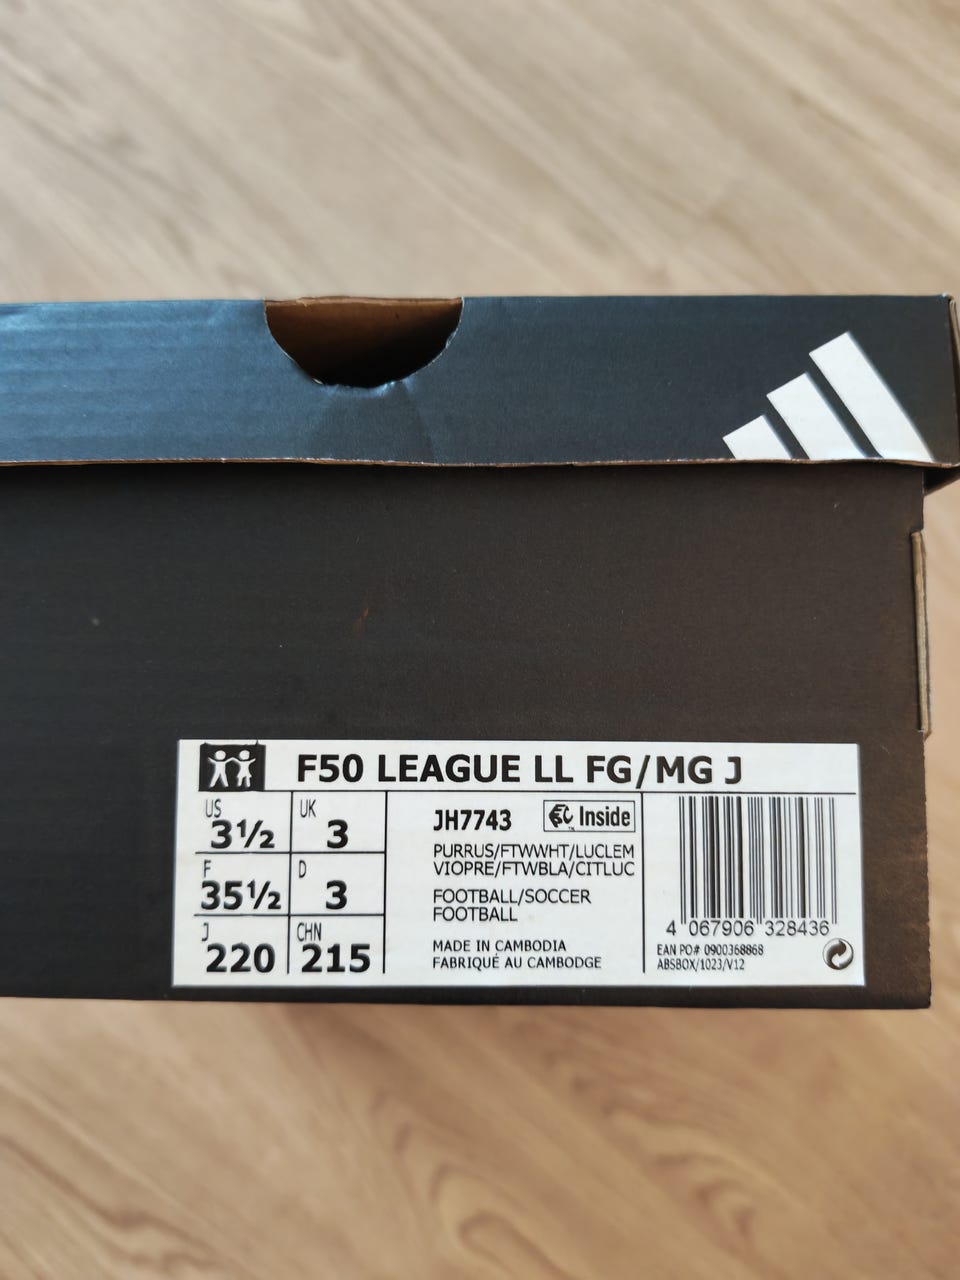 F50 LEAGUE LL FG/MG J
US 3½
UK 3
F 35½
D 3
J 220
CHN 215
JH7743
Inside
TM
PURRUS/FTWWHT/LUCLEM
VIOPRE/FTWBLA/CITLUC
FOOTBALL/SOCCER
FOOTBALL
MADE IN CAMBODIA
FABRIQUÉ AU CAMBODGE
4 067906 328436
EAN PO# 0900368868
ABSBOX/1023/V12